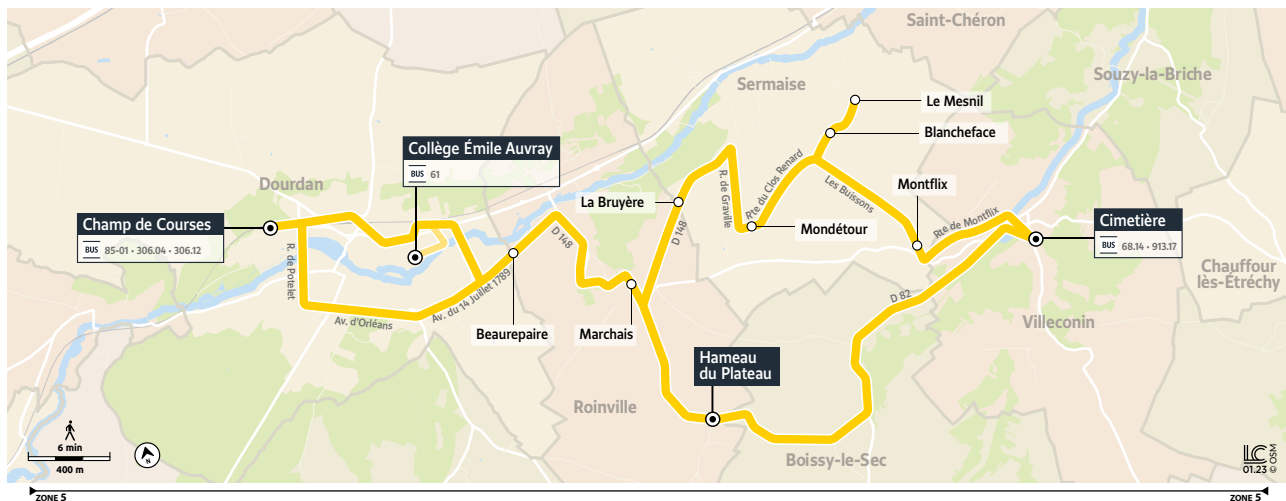 Saint-Chéron
Souzy-la-Briche
Sermaise
Le Mesnil
Blancheface
Collège Émile Auvray
BUS 61
Dourdan
Rte du Clos Renard
R. de Graville
Les Buissons
Montflix
La Bruyère
Champ de Courses
BUS 85-01 • 306.04 • 306.12
Mondétour
Rte de Montflix
Cimetière
BUS 68.14 • 913.17
D 148
D 148
R. de Potelet
Av. du 14 Juillet 1789
Chauffour
lès-Étréchy
D 82
Av. d'Orléans
Beaurepaire
Marchais
Villeconin
Hameau
du Plateau
Roinville
Boissy-le-Sec
6 min
400 m
N
LC
01.23 © OSM
ZONE 5
ZONE 5